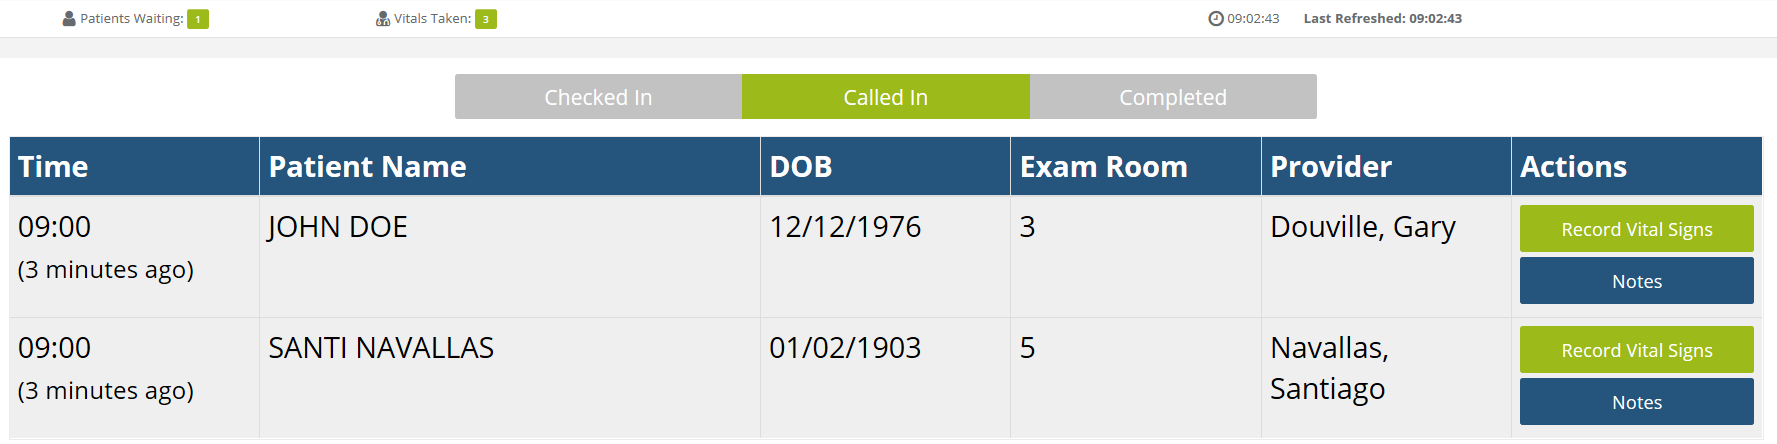 Patients Waiting: 1 Vitals Taken: 3 09:02:43 Last Refreshed: 09:02:43
Checked In Called In Completed
Time Patient Name DOB Exam Room Provider Actions
09:00 JOHN DOE 12/12/1976 3 Douville, Gary Record Vital Signs
(3 minutes ago) Notes
09:00 SANTI NAVALLAS 01/02/1903 5 Navallas, Record Vital Signs
(3 minutes ago) Santiago Notes